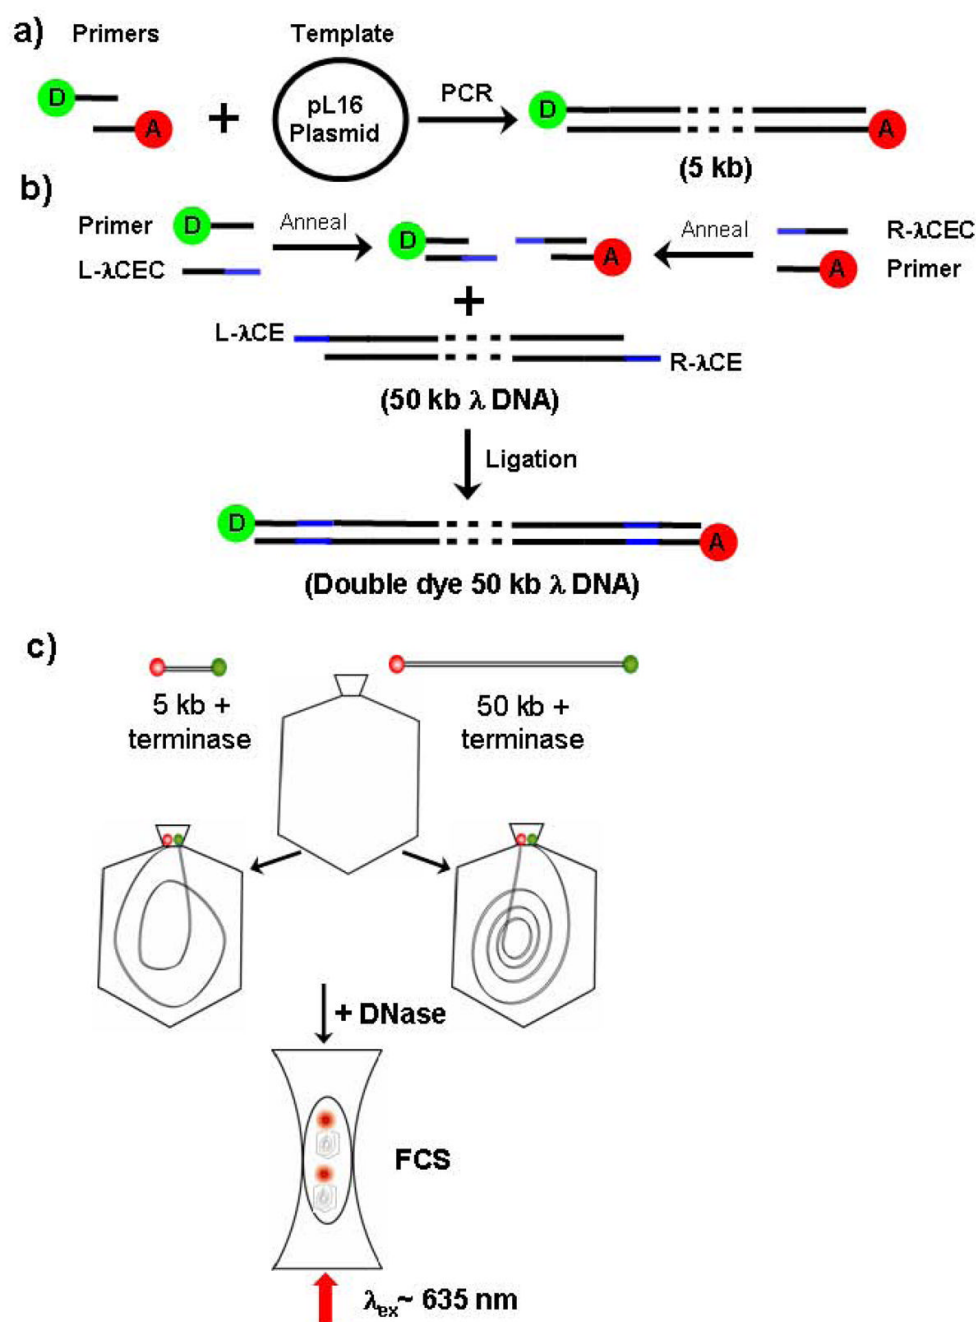 a) Primers Template
D
A
+
pL16
Plasmid
PCR
D
A
(5 kb)
b)
Primer D
L-λCEC
Anneal
D
A
Anneal
R-λCEC
A Primer
+
L-λCE
R-λCE
(50 kb λ DNA)
Ligation
D
A
(Double dye 50 kb λ DNA)
c)
5 kb +
terminase
50 kb +
terminase
+ DNase
FCS
λex~ 635 nm